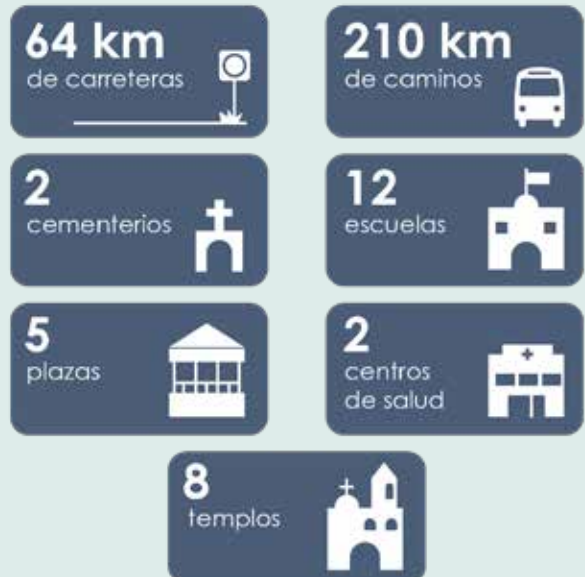 64 km
de carreteras
210 km
de caminos
2
cementerios
12
escuelas
5
plazas
2
centros
de salud
8
templos